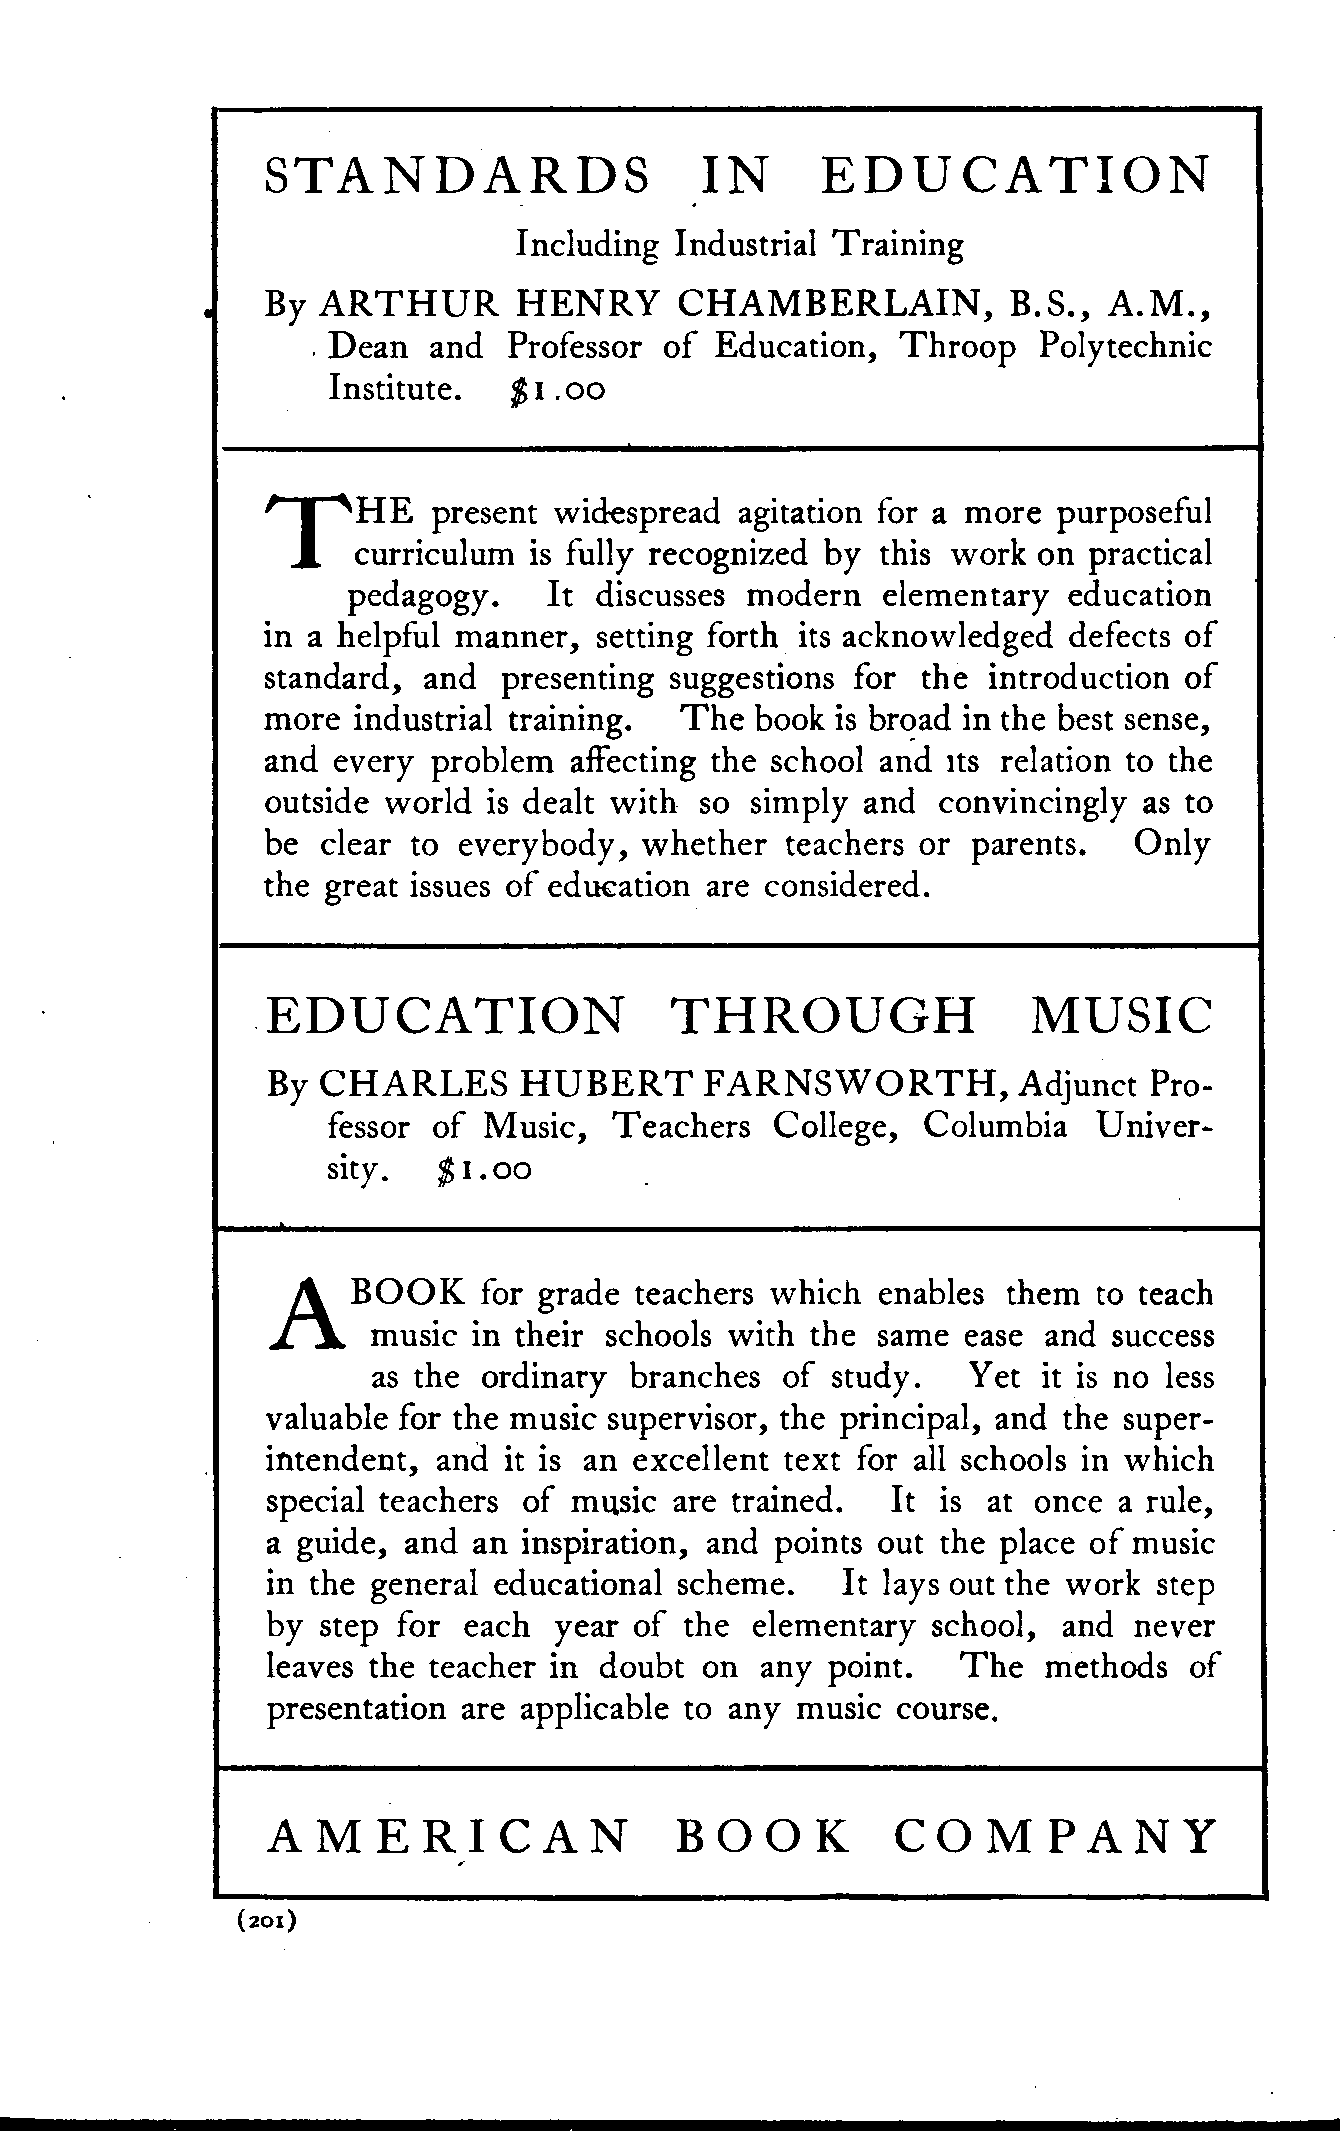 STANDARDS IN EDUCATION
Including Industrial Training
By ARTHUR HENRY CHAMBERLAIN, B.S., A.M.,
Dean and Professor of Education, Throop Polytechnic
Institute. $1.00
THE present widespread agitation for a more purposeful
curriculum is fully recognized by this work on practical
pedagogy. It discusses modern elementary education
in a helpful manner, setting forth its acknowledged defects of
standard, and presenting suggestions for the introduction of
more industrial training. The book is broad in the best sense,
and every problem affecting the school and its relation to the
outside world is dealt with so simply and convincingly as to
be clear to everybody, whether teachers or parents. Only
the great issues of education are considered.
EDUCATION THROUGH MUSIC
By CHARLES HUBERT FARNSWORTH, Adjunct Pro-
fessor of Music, Teachers College, Columbia Univer-
sity. $1.00
A BOOK for grade teachers which enables them to teach
music in their schools with the same ease and success
as the ordinary branches of study. Yet it is no less
valuable for the music supervisor, the principal, and the super-
intendent, and it is an excellent text for all schools in which
special teachers of music are trained. It is at once a rule,
a guide, and an inspiration, and points out the place of music
in the general educational scheme. It lays out the work step
by step for each year of the elementary school, and never
leaves the teacher in doubt on any point. The methods of
presentation are applicable to any music course.
AMERICAN BOOK COMPANY
(201)